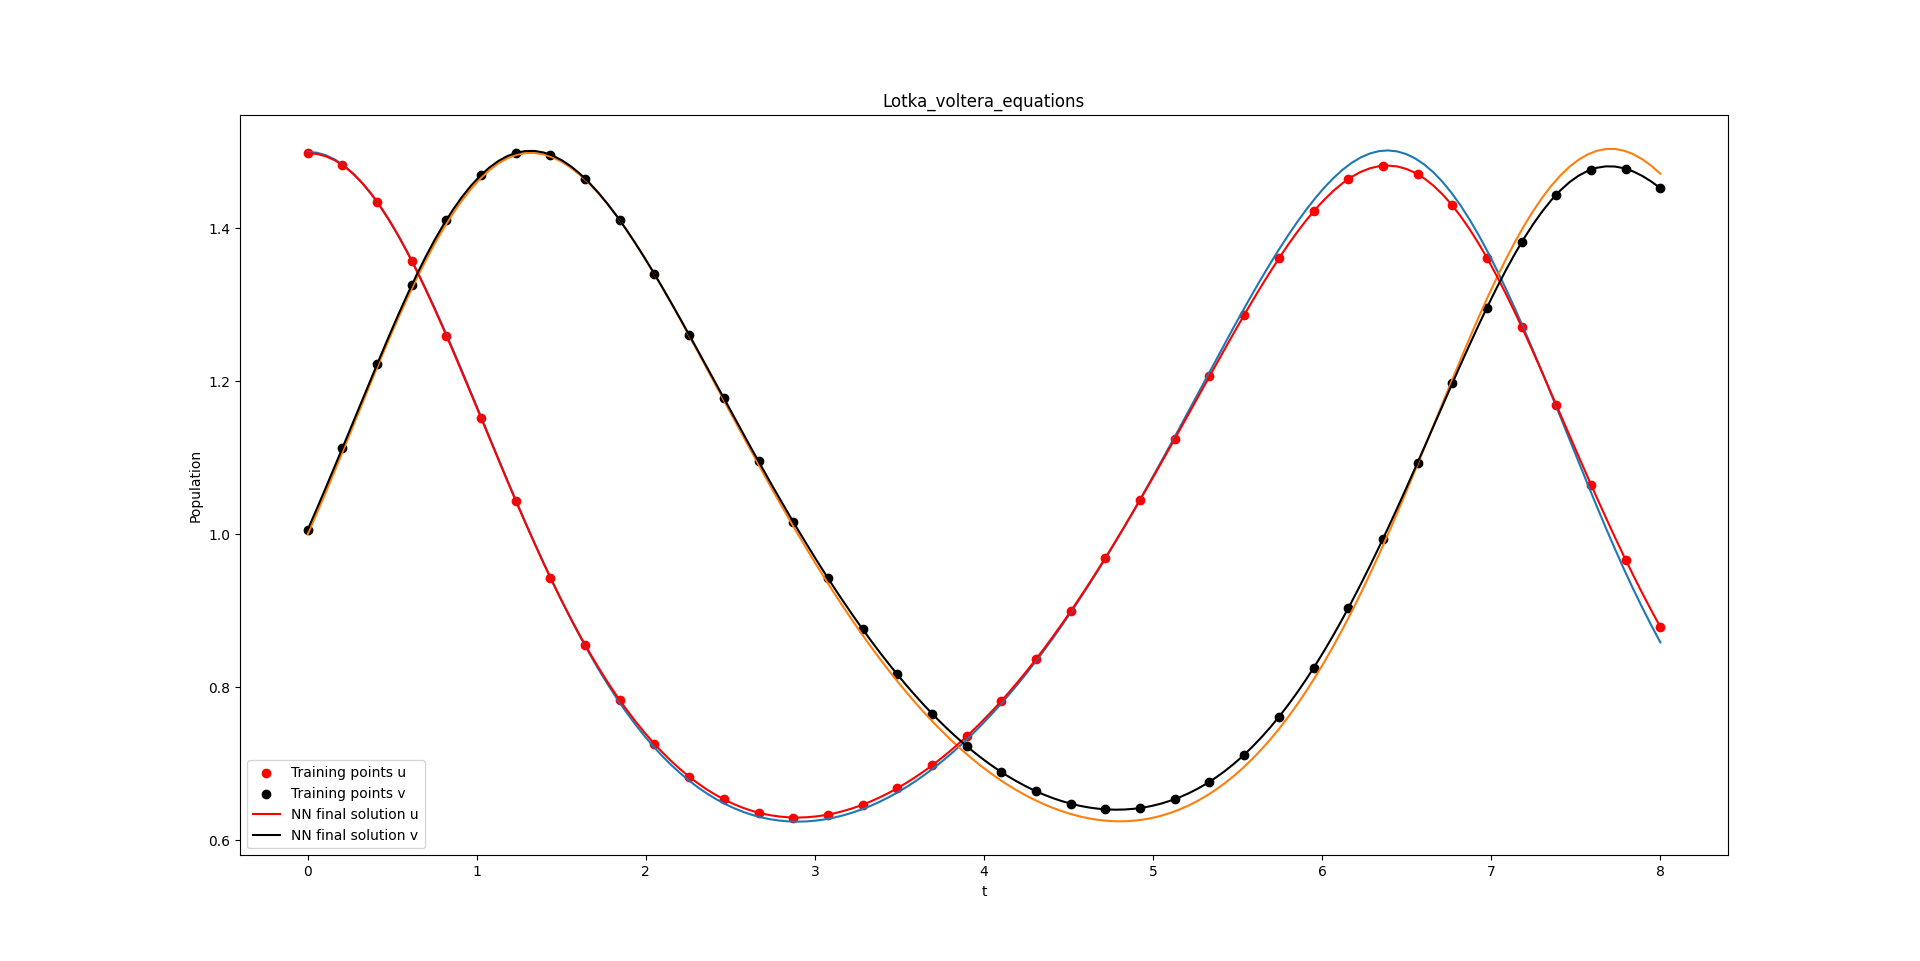 Lotka_voltera_equations
Population
1.4
1.2
1.0
0.8
0.6
Training points u
Training points v
NN final solution u
NN final solution v
0 1 2 3 4 5 6 7 8
t